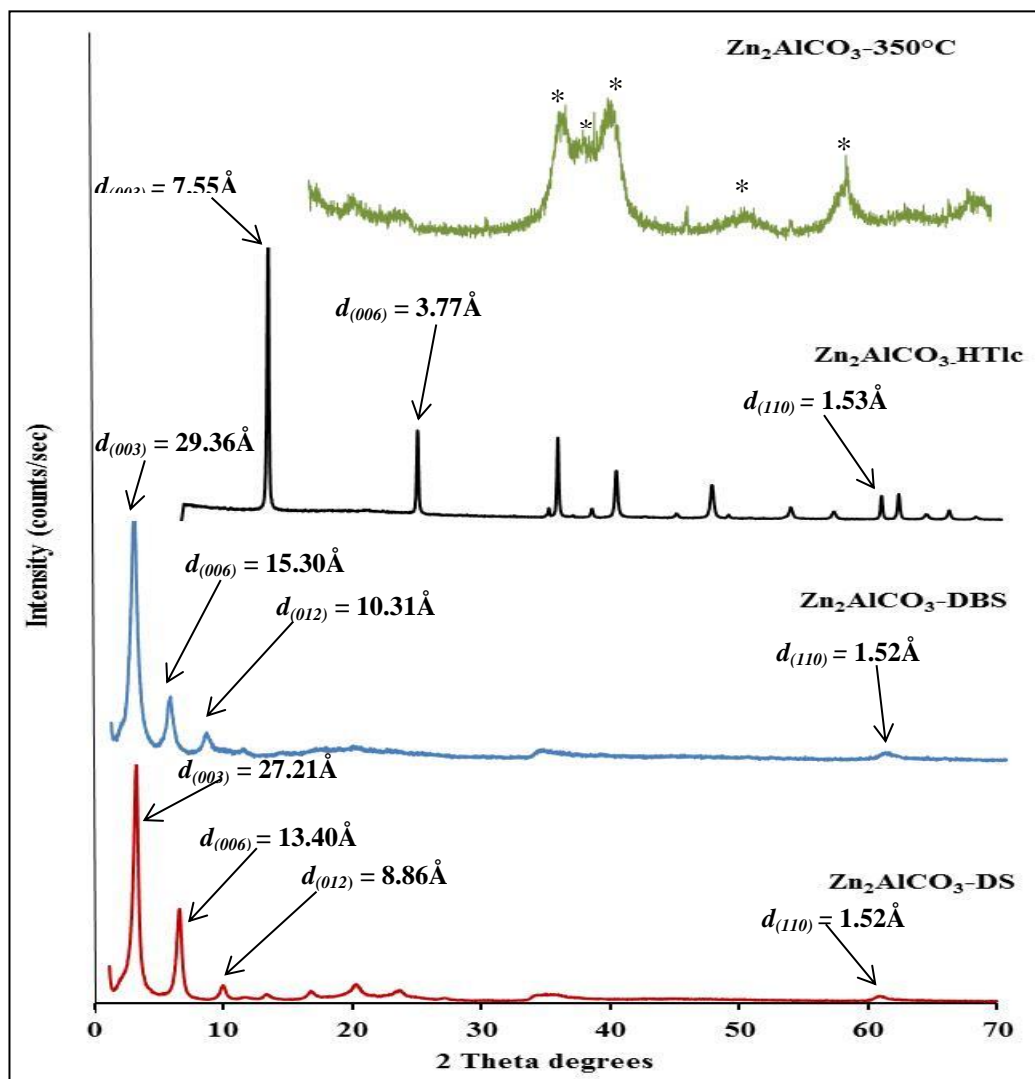 Zn₂AlCO₃-350°C
* * * * *
d(003) = 7.55Å
d(006) = 3.77Å
Zn₂AlCO₃-HTlc
d(110) = 1.53Å
d(003) = 29.36Å
d(006) = 15.30Å
Zn₂AlCO₃-DBS
d(012) = 10.31Å
d(110) = 1.52Å
d(003) = 27.21Å
d(006) = 13.40Å
d(012) = 8.86Å
Zn₂AlCO₃-DS
d(110) = 1.52Å
Intensity (counts/sec)
0 10 20 30 40 50 60 70
2 Theta degrees